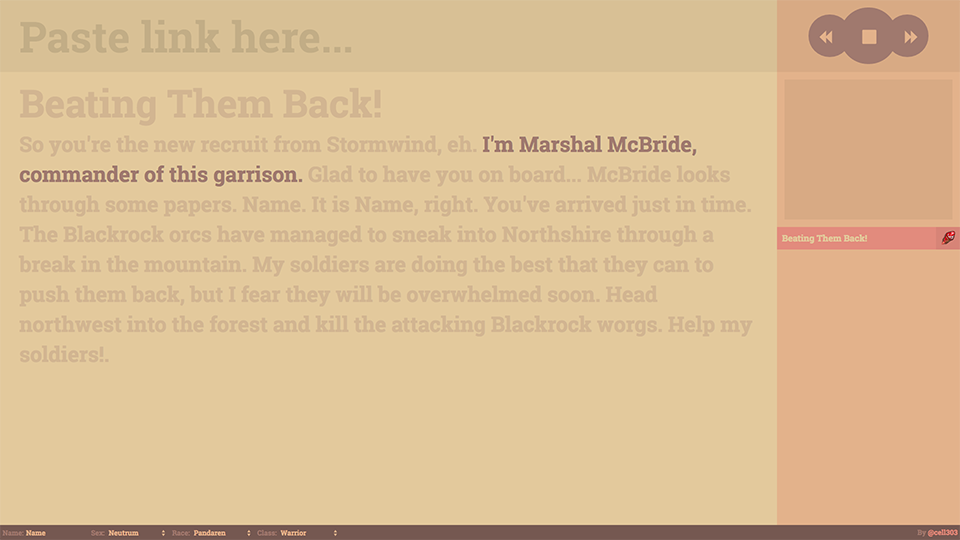 Paste link here...
Beating Them Back!
So you're the new recruit from Stormwind, eh. I'm Marshal McBride,
commander of this garrison. Glad to have you on board... McBride looks
through some papers. Name. It is Name, right. You've arrived just in time.
The Blackrock orcs have managed to sneak into Northshire through a
break in the mountain. My soldiers are doing the best that they can to
push them back, but I fear they will be overwhelmed soon. Head
northwest into the forest and kill the attacking Blackrock worgs. Help my
soldiers!.
Beating Them Back!
Name: Name Sex: Neutrum Race: Pandaren Class: Warrior By @cell303